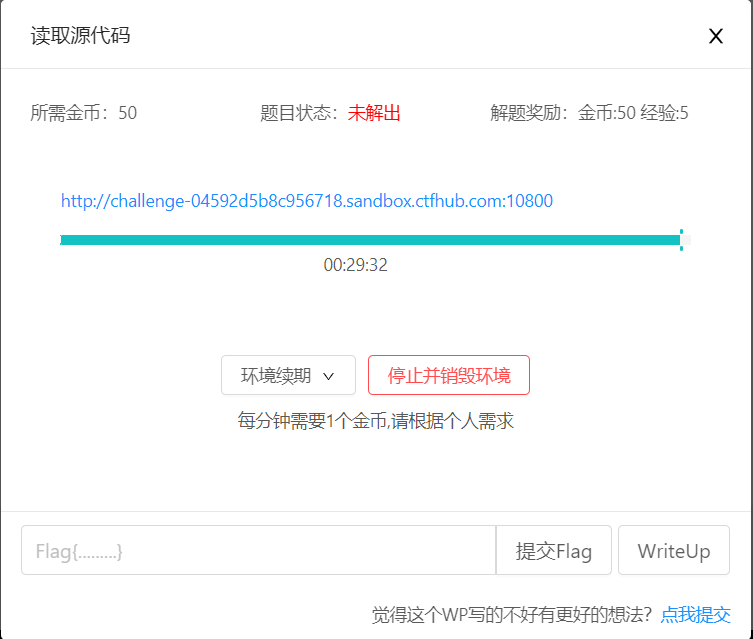 读取源代码
所需金币：50 题目状态：未解出 解题奖励：金币:50 经验:5
http://challenge-04592d5b8c956718.sandbox.ctfhub.com:10800
00:29:32
环境续期 停止并销毁环境
每分钟需要1个金币,请根据个人需求
Flag{.........} 提交Flag WriteUp
觉得这个WP写的不好有更好的想法？点我提交